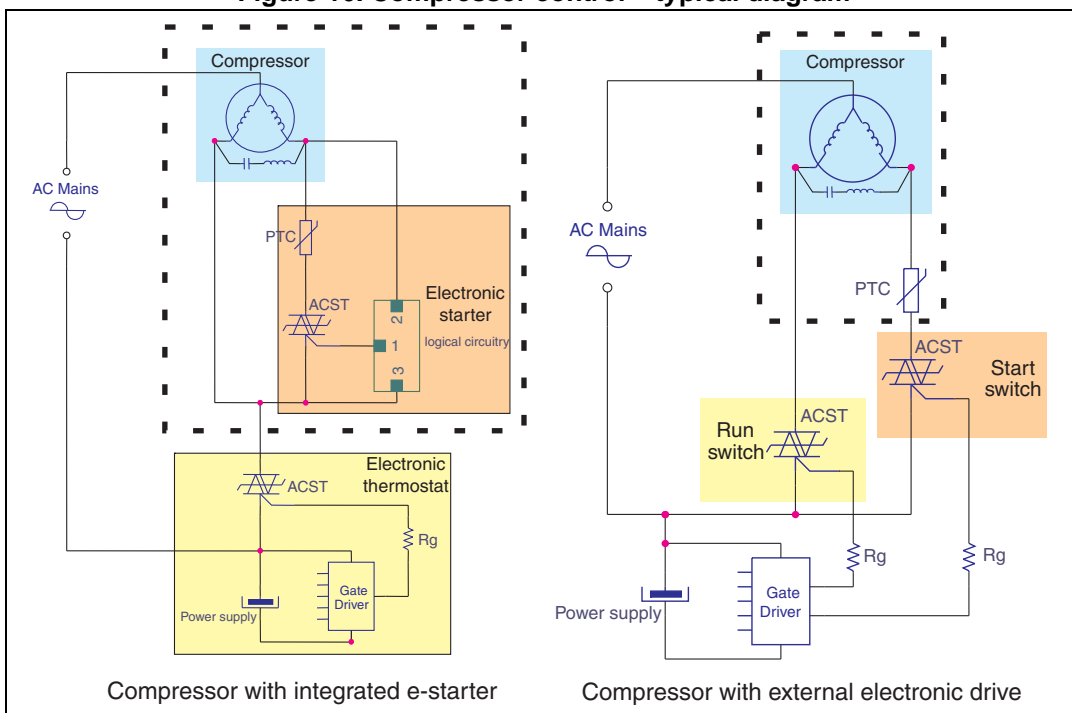 Compressor
AC Mains
PTC
ACST
Electronic
starter
logical circuitry
2
1
3
Electronic
thermostat
ACST
Rg
Gate
Driver
Power supply
Compressor with integrated e-starter
Compressor
AC Mains
PTC
ACST
Start
switch
ACST
Run
switch
Rg
Rg
Gate
Driver
Power supply
Compressor with external electronic drive